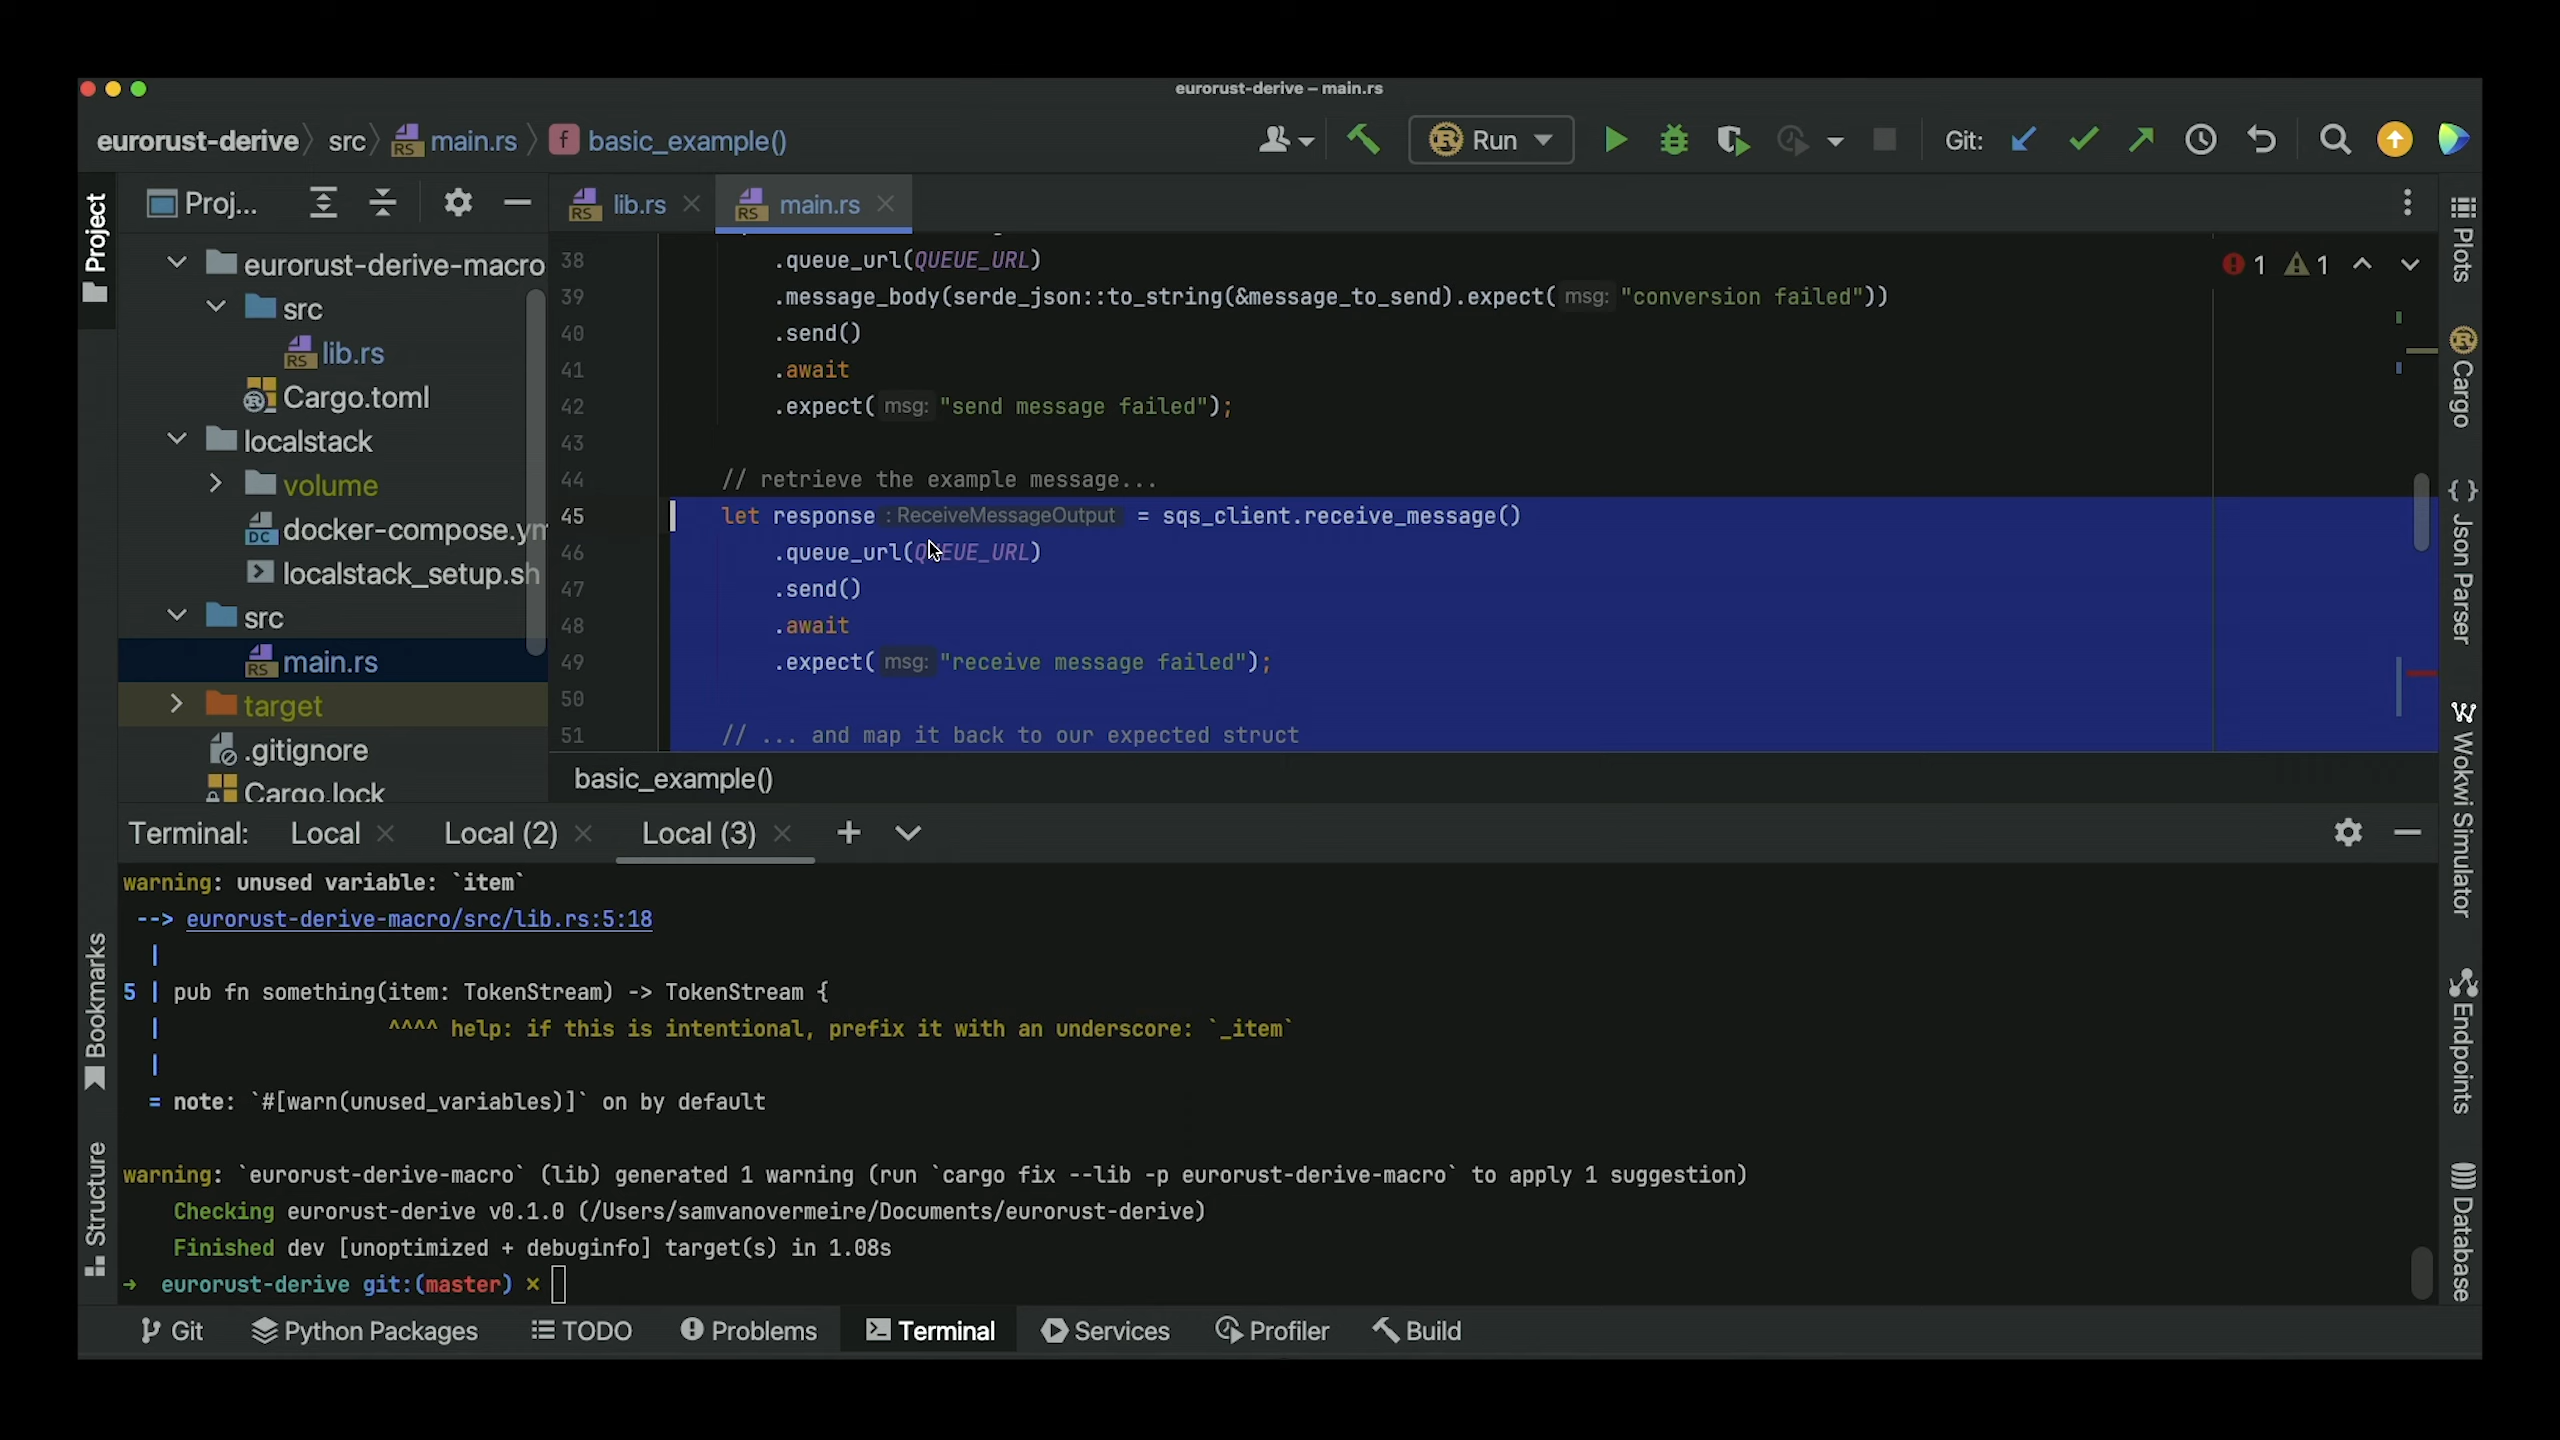 eurorust-derive – main.rs
eurorust-derive src RS main.rs f basic_example() Run Git:
Project Proj... RS lib.rs RS main.rs
eurorust-derive-macro
src
RS lib.rs
Cargo.toml
localstack
volume
DC docker-compose.ym
localstack_setup.sh
src
RS main.rs
target
.gitignore
Cargo.lock
38 .queue_url(QUEUE_URL) 1 1
39 .message_body(serde_json::to_string(&message_to_send).expect( msg: "conversion failed"))
40 .send()
41 .await
42 .expect( msg: "send message failed");
43
44 // retrieve the example message...
45 let response : ReceiveMessageOutput = sqs_client.receive_message()
46 .queue_url(QUEUE_URL)
47 .send()
48 .await
49 .expect( msg: "receive message failed");
50
51 // ... and map it back to our expected struct
basic_example()
Plots
Cargo
Json Parser
Wokwi Simulator
Endpoints
Database
Bookmarks
Structure
Terminal: Local Local (2) Local (3)
warning: unused variable: `item`
--> eurorust-derive-macro/src/lib.rs:5:18
|
5 | pub fn something(item: TokenStream) -> TokenStream {
| ^^^^ help: if this is intentional, prefix it with an underscore: `_item`
|
= note: `#[warn(unused_variables)]` on by default
warning: `eurorust-derive-macro` (lib) generated 1 warning (run `cargo fix --lib -p eurorust-derive-macro` to apply 1 suggestion)
Checking eurorust-derive v0.1.0 (/Users/samvanovermeire/Documents/eurorust-derive)
Finished dev [unoptimized + debuginfo] target(s) in 1.08s
→ eurorust-derive git:(master) ×
Git Python Packages TODO Problems Terminal Services Profiler Build